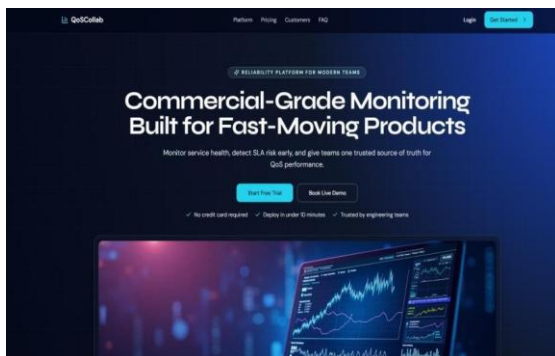 QoSCollab
Platform Pricing Customers FAQ
Login
Get Started
RELIABILITY PLATFORM FOR MODERN TEAMS
Commercial-Grade Monitoring
Built for Fast-Moving Products
Monitor service health, detect SLA risk early, and give teams one trusted source of truth for
QoS performance.
Start Free Trial
Book Live Demo
No credit card required
Deploy in under 10 minutes
Trusted by engineering teams